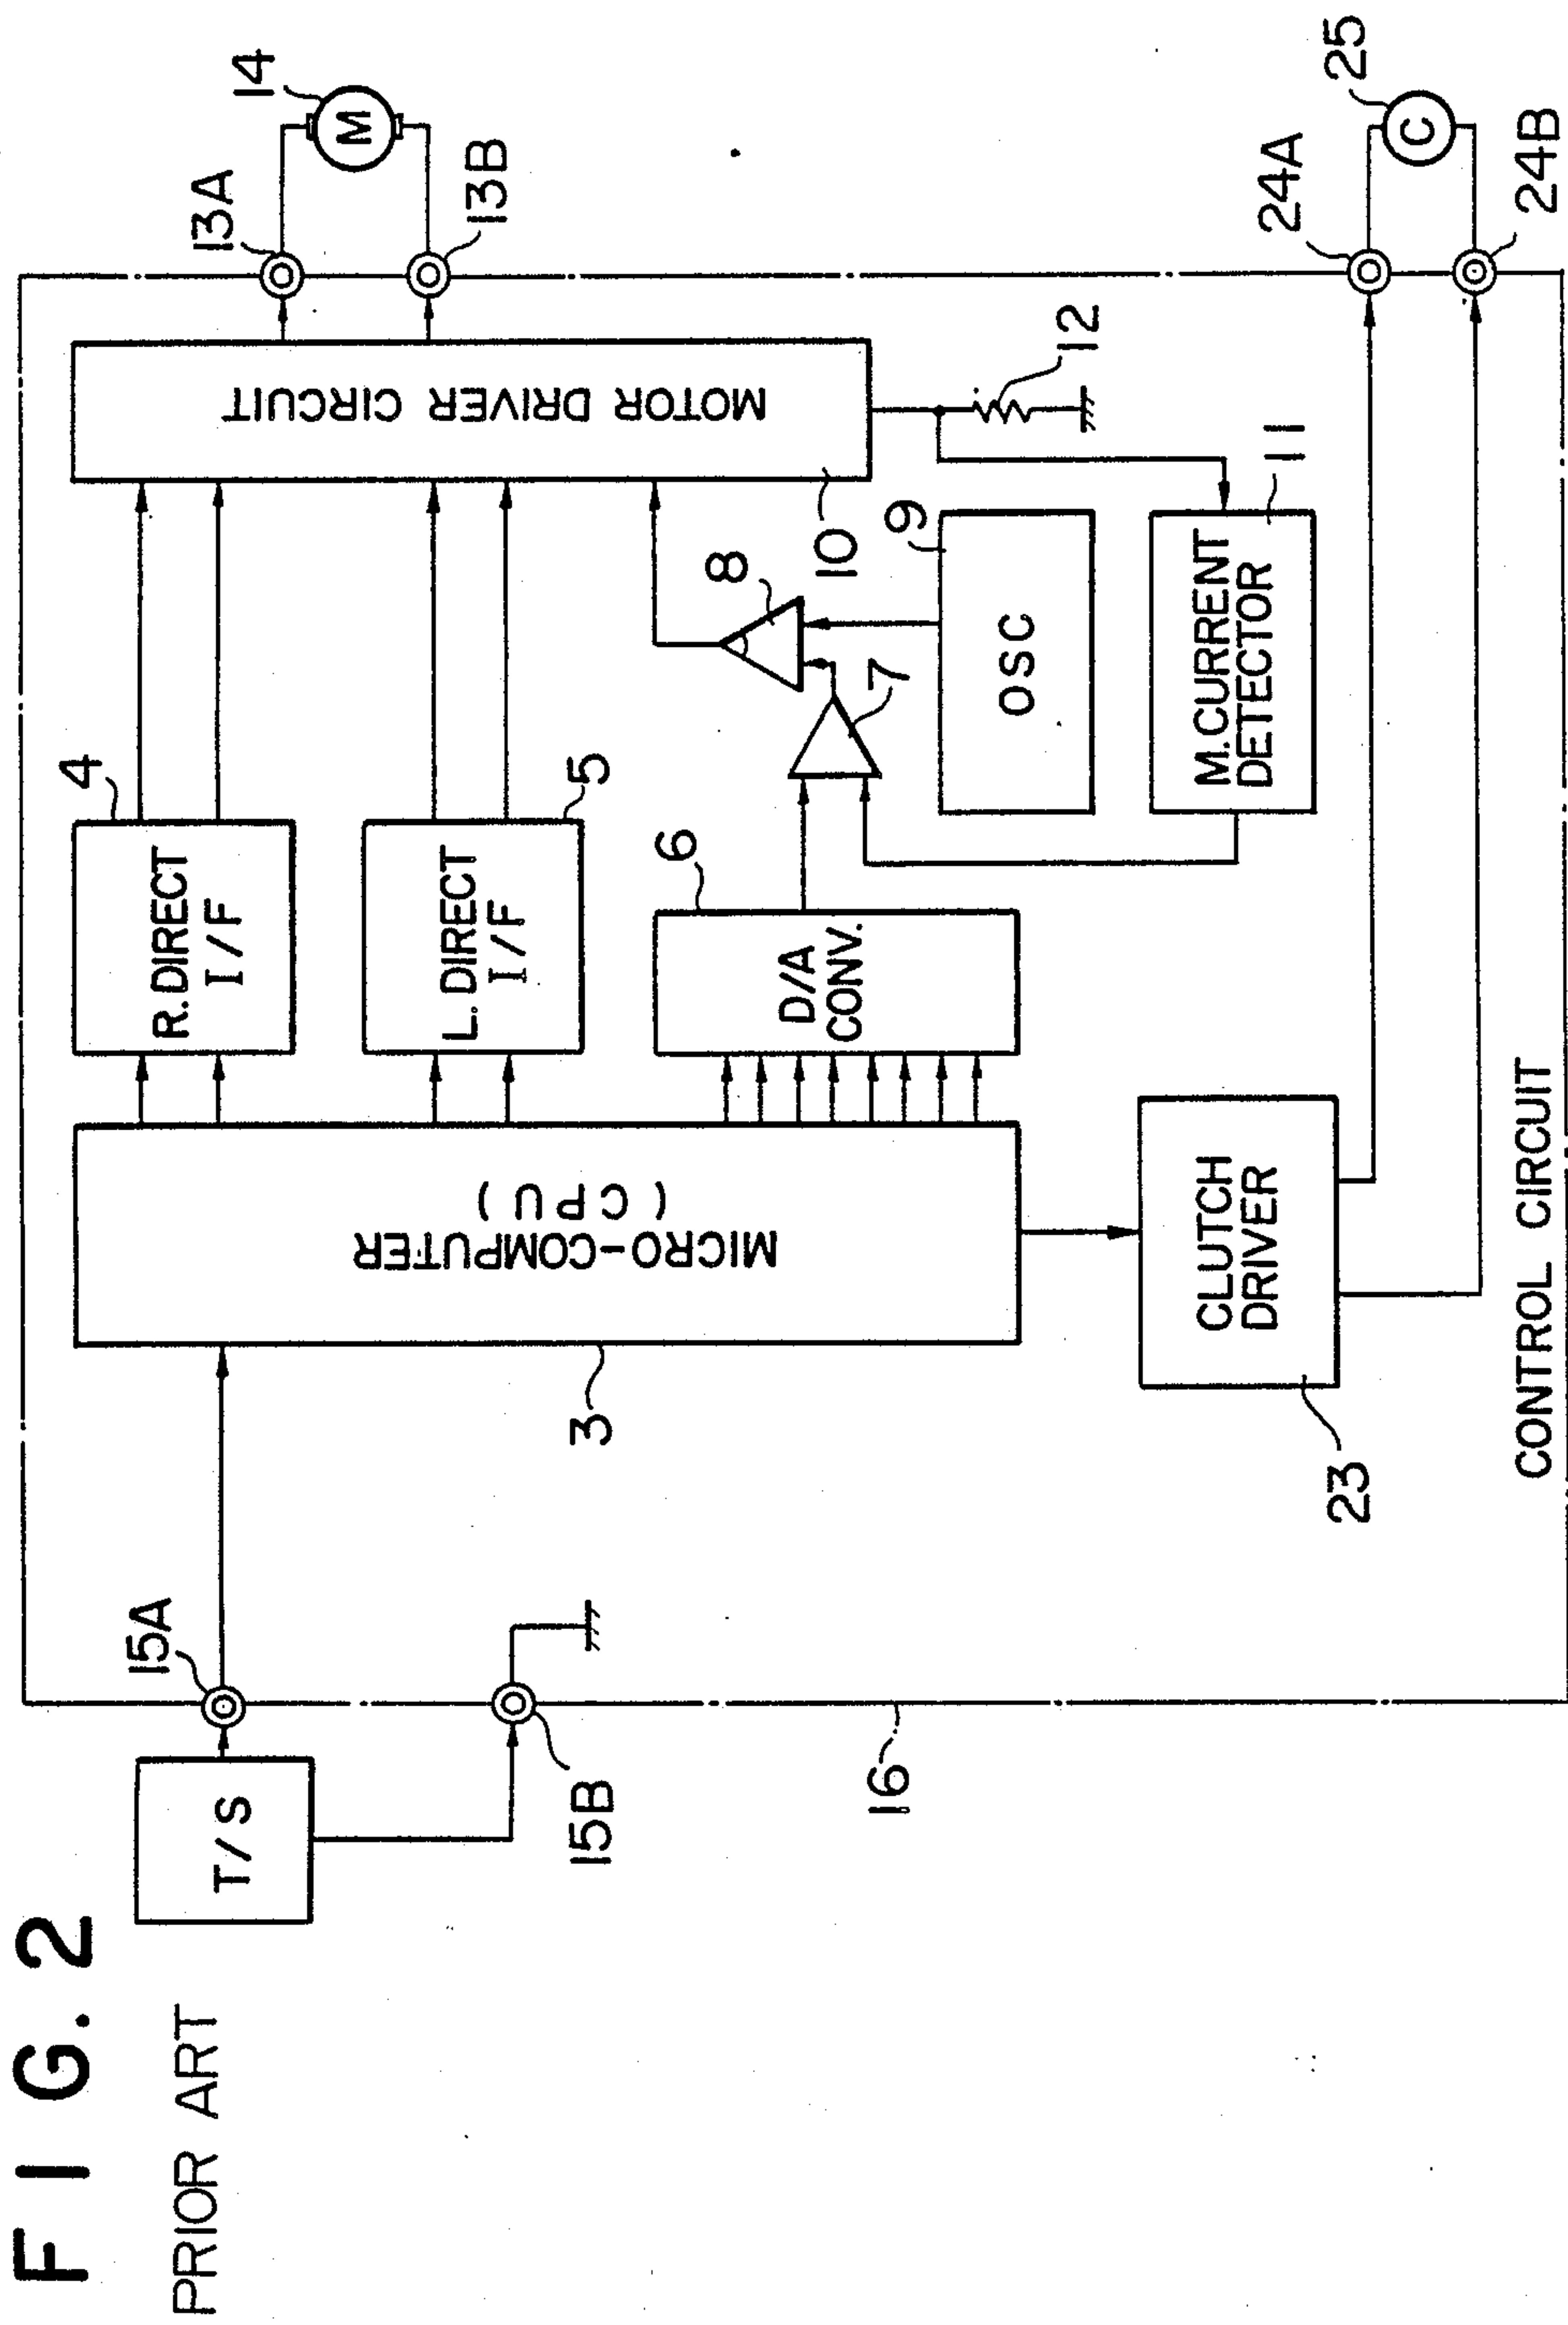 FIG. 2
PRIOR ART
T/S
15A
15B
16
3
MICRO-COMPUTER
(CPU)
4
R. DIRECT
I/F
5
L. DIRECT
I/F
6
D/A
CONV.
7
8
9
OSC
10
MOTOR DRIVER CIRCUIT
11
M. CURRENT
DETECTOR
12
13A
13B
14
M
23
CLUTCH
DRIVER
24A
24B
25
C
CONTROL CIRCUIT